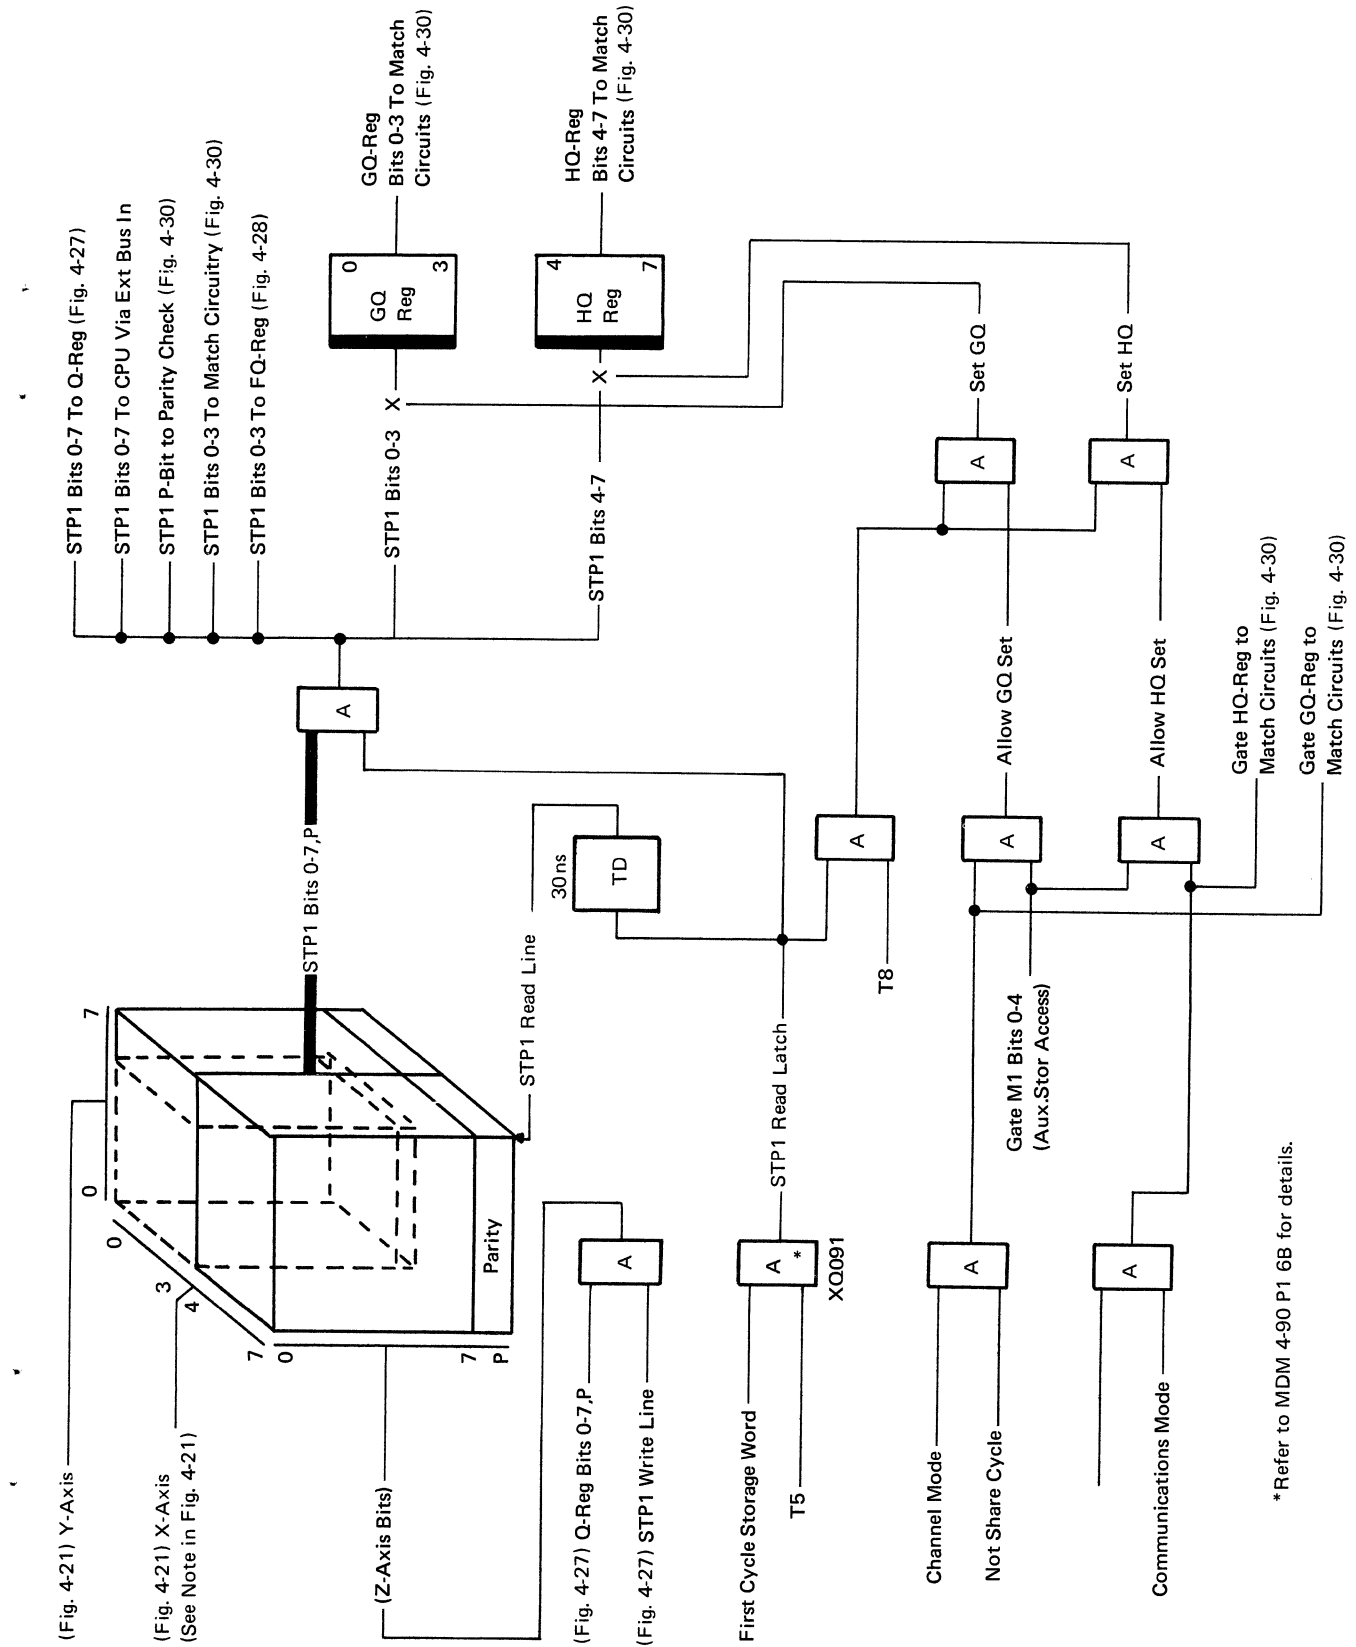 (Fig. 4-21) Y-Axis
0
7
(Fig. 4-21) X-Axis
(See Note in Fig. 4-21)
0
3
4
7
0
7
P
Parity
(Z-Axis Bits)
STP1 Bits 0-7,P
A
STP1 Bits 0-7 To Q-Reg (Fig. 4-27)
STP1 Bits 0-7 To CPU Via Ext Bus In
STP1 P-Bit to Parity Check (Fig. 4-30)
STP1 Bits 0-3 To Match Circuitry (Fig. 4-30)
STP1 Bits 0-3 To FQ-Reg (Fig. 4-28)
STP1 Bits 0-3
X
GQ
Reg
0
3
GQ-Reg
Bits 0-3 To Match
Circuits (Fig. 4-30)
STP1 Bits 4-7
X
HQ
Reg
4
7
HQ-Reg
Bits 4-7 To Match
Circuits (Fig. 4-30)
STP1 Read Line
30ns
TD
(Fig. 4-27) Q-Reg Bits 0-7,P
(Fig. 4-27) STP1 Write Line
A
First Cycle Storage Word
T5
A
*
XQ091
STP1 Read Latch
T8
A
Channel Mode
Not Share Cycle
A
Gate M1 Bits 0-4
(Aux.Stor Access)
A
Allow GQ Set
A
Set GQ
Communications Mode
A
A
Allow HQ Set
A
Set HQ
Gate HQ-Reg to
Match Circuits (Fig. 4-30)
Gate GQ-Reg to
Match Circuits (Fig. 4-30)
*Refer to MDM 4-90 P1 6B for details.